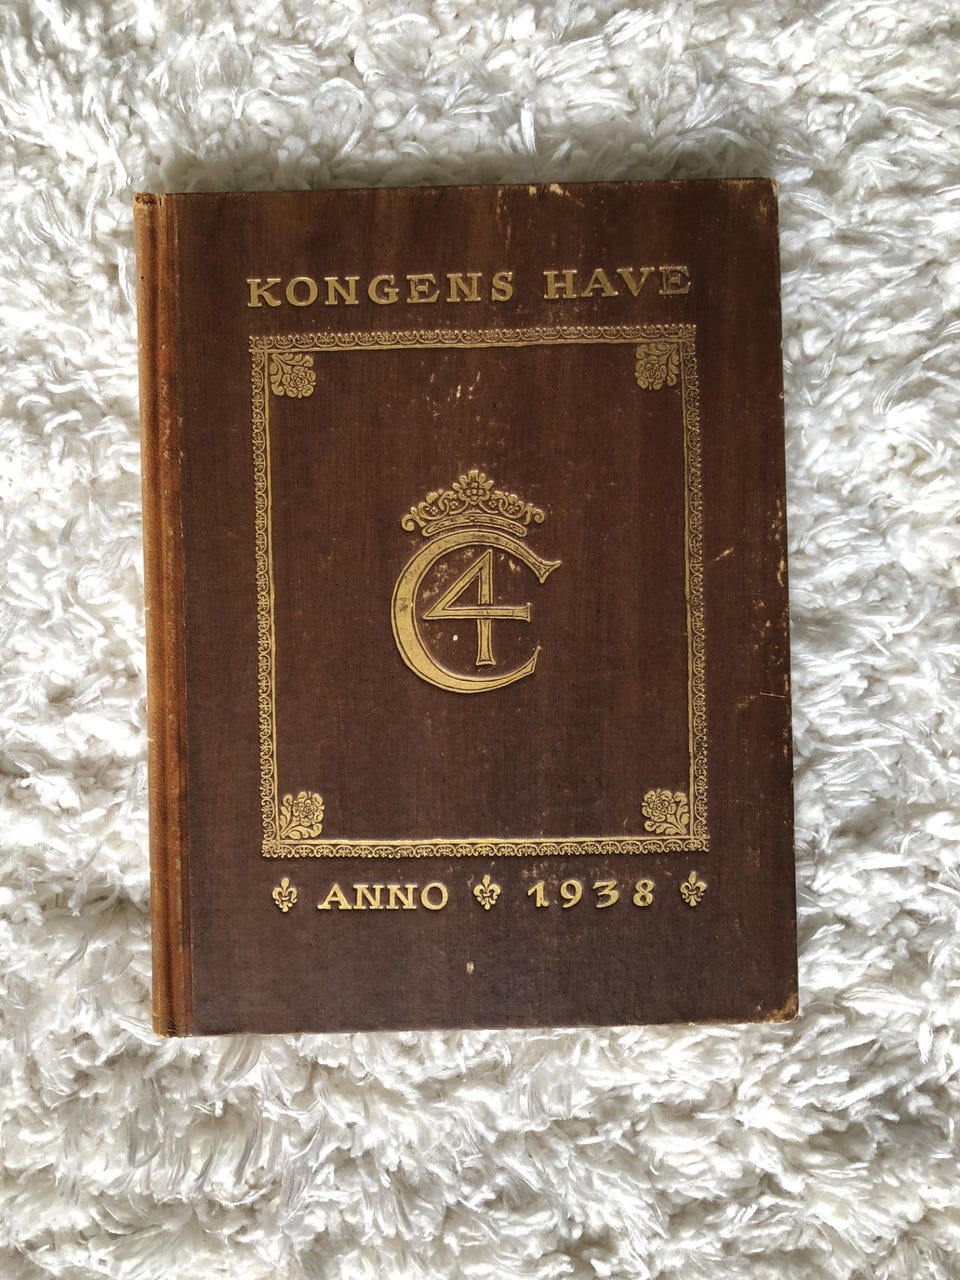 KONGENS HAVE
C4
ANNO 1938